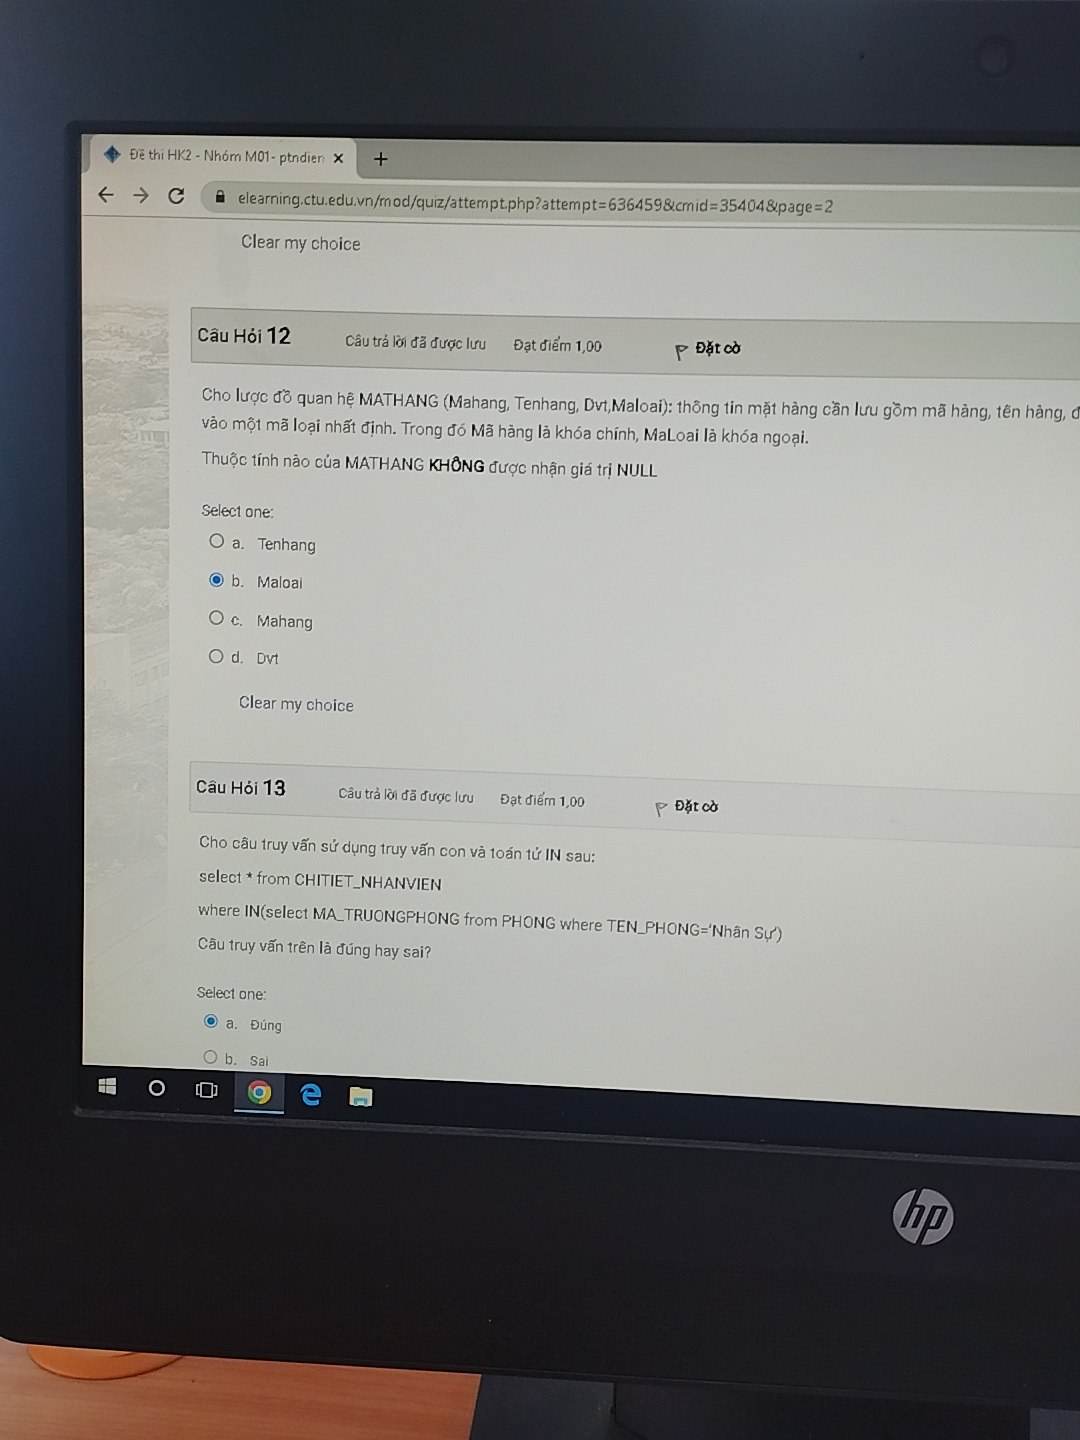 Đề thi HK2 - Nhóm M01- ptndien
elearning.ctu.edu.vn/mod/quiz/attempt.php?attempt=636459&cmid=35404&page=2
Clear my choice
Câu Hỏi 12 Câu trả lời đã được lưu Đạt điểm 1,00 Đặt cờ
Cho lược đồ quan hệ MATHANG (Mahang, Tenhang, Dvt,Maloai): thông tin mặt hàng cần lưu gồm mã hàng, tên hàng, đ
vào một mã loại nhất định. Trong đó Mã hàng là khóa chính, MaLoai là khóa ngoại.
Thuộc tính nào của MATHANG KHÔNG được nhận giá trị NULL
Select one:
a. Tenhang
b. Maloai
c. Mahang
d. Dvt
Clear my choice
Câu Hỏi 13 Câu trả lời đã được lưu Đạt điểm 1,00 Đặt cờ
Cho câu truy vấn sử dụng truy vấn con và toán tử IN sau:
select * from CHITIET_NHANVIEN
where IN(select MA_TRUONGPHONG from PHONG where TEN_PHONG='Nhân Sự')
Câu truy vấn trên là đúng hay sai?
Select one:
a. Đúng
b. Sai
hp